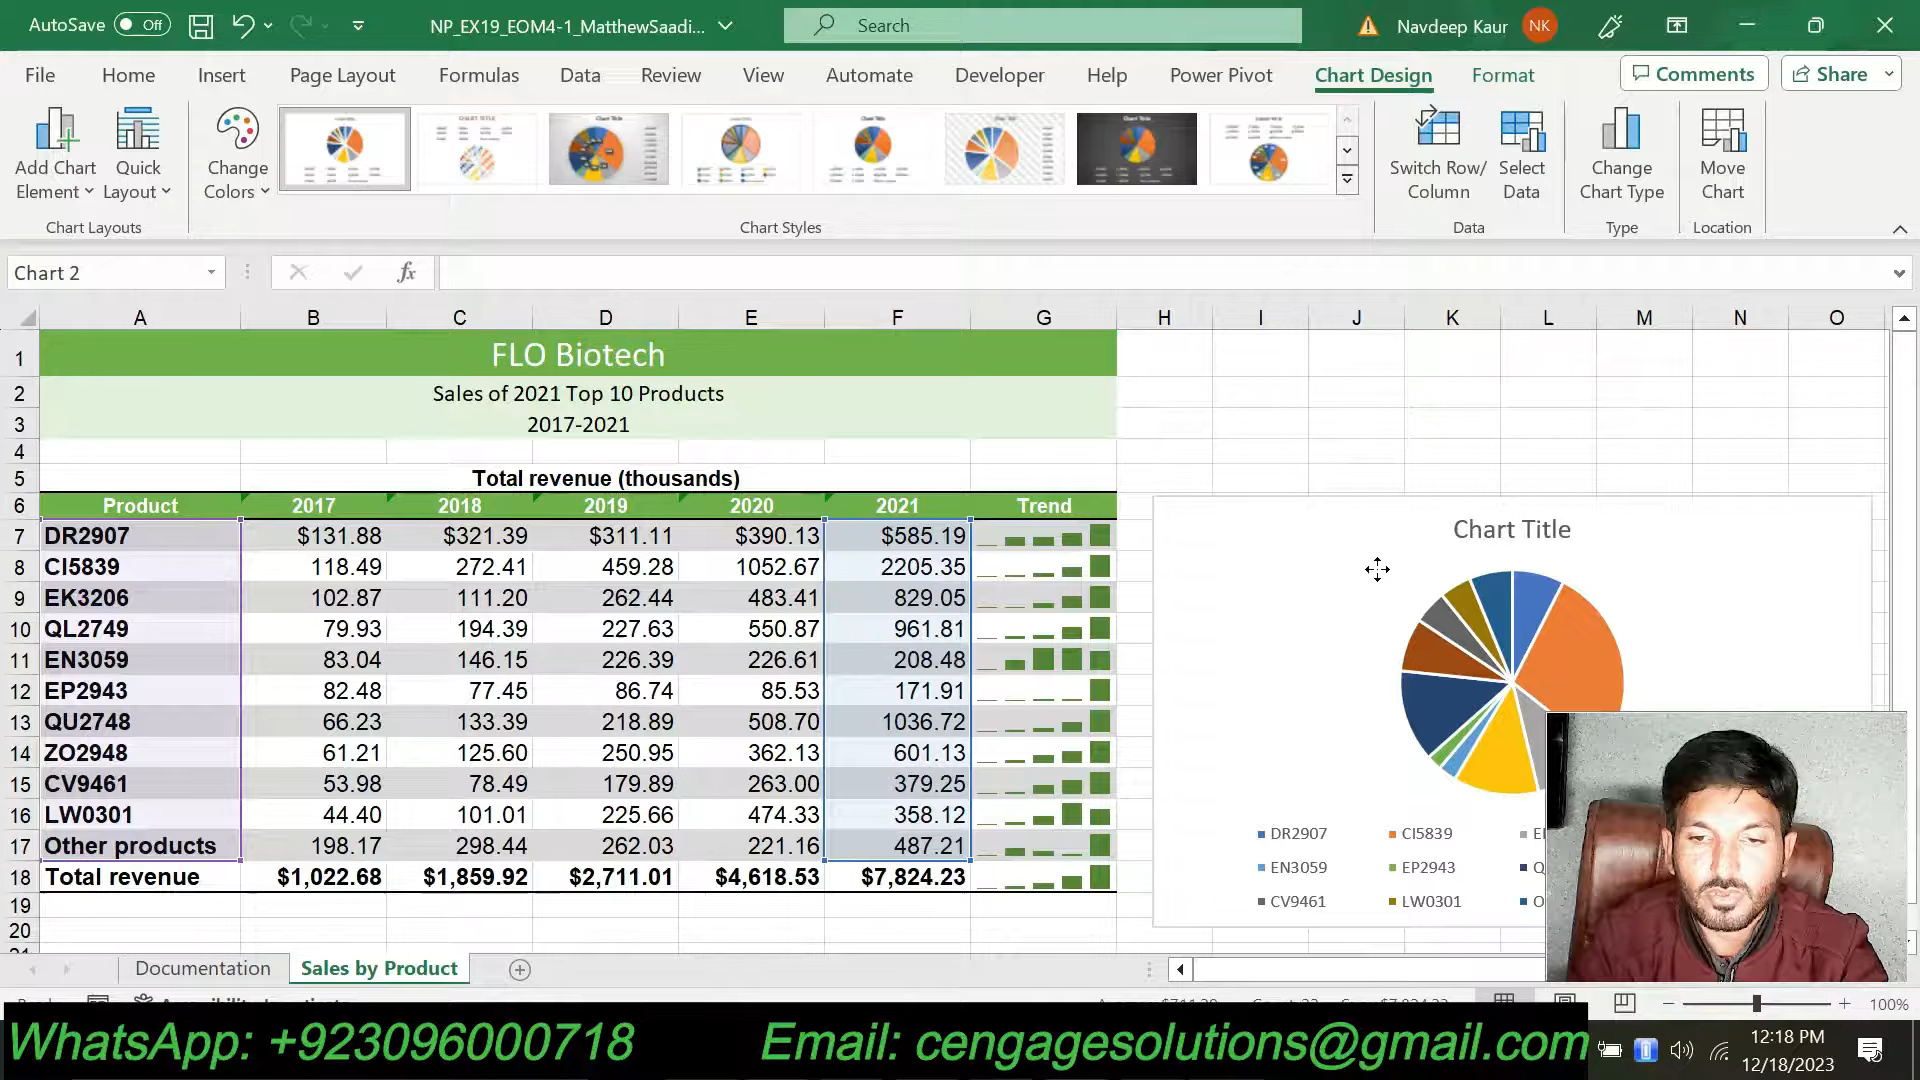 AutoSave Off NP_EX19_EOM4-1_MatthewSaadi... Search Navdeep Kaur NK
File Home Insert Page Layout Formulas Data Review View Automate Developer Help Power Pivot Chart Design Format Comments Share
Add Chart Element
Quick Layout
Change Colors
Switch Row/ Column
Select Data
Change Chart Type
Move Chart
Chart Layouts Chart Styles Data Type Location
Chart 2 fx
A B C D E F G H I J K L M N O
1 FLO Biotech
2 Sales of 2021 Top 10 Products
3 2017-2021
4
5 Total revenue (thousands)
6 Product 2017 2018 2019 2020 2021 Trend
7 DR2907 $131.88 $321.39 $311.11 $390.13 $585.19
8 CI5839 118.49 272.41 459.28 1052.67 2205.35
9 EK3206 102.87 111.20 262.44 483.41 829.05
10 QL2749 79.93 194.39 227.63 550.87 961.81
11 EN3059 83.04 146.15 226.39 226.61 208.48
12 EP2943 82.48 77.45 86.74 85.53 171.91
13 QU2748 66.23 133.39 218.89 508.70 1036.72
14 ZO2948 61.21 125.60 250.95 362.13 601.13
15 CV9461 53.98 78.49 179.89 263.00 379.25
16 LW0301 44.40 101.01 225.66 474.33 358.12
17 Other products 198.17 298.44 262.03 221.16 487.21
18 Total revenue $1,022.68 $1,859.92 $2,711.01 $4,618.53 $7,824.23
19
20
Chart Title
DR2907 CI5839
EN3059 EP2943
CV9461 LW0301
Documentation Sales by Product
100%
WhatsApp: +923096000718 Email: cengagesolutions@gmail.com
12:18 PM
12/18/2023